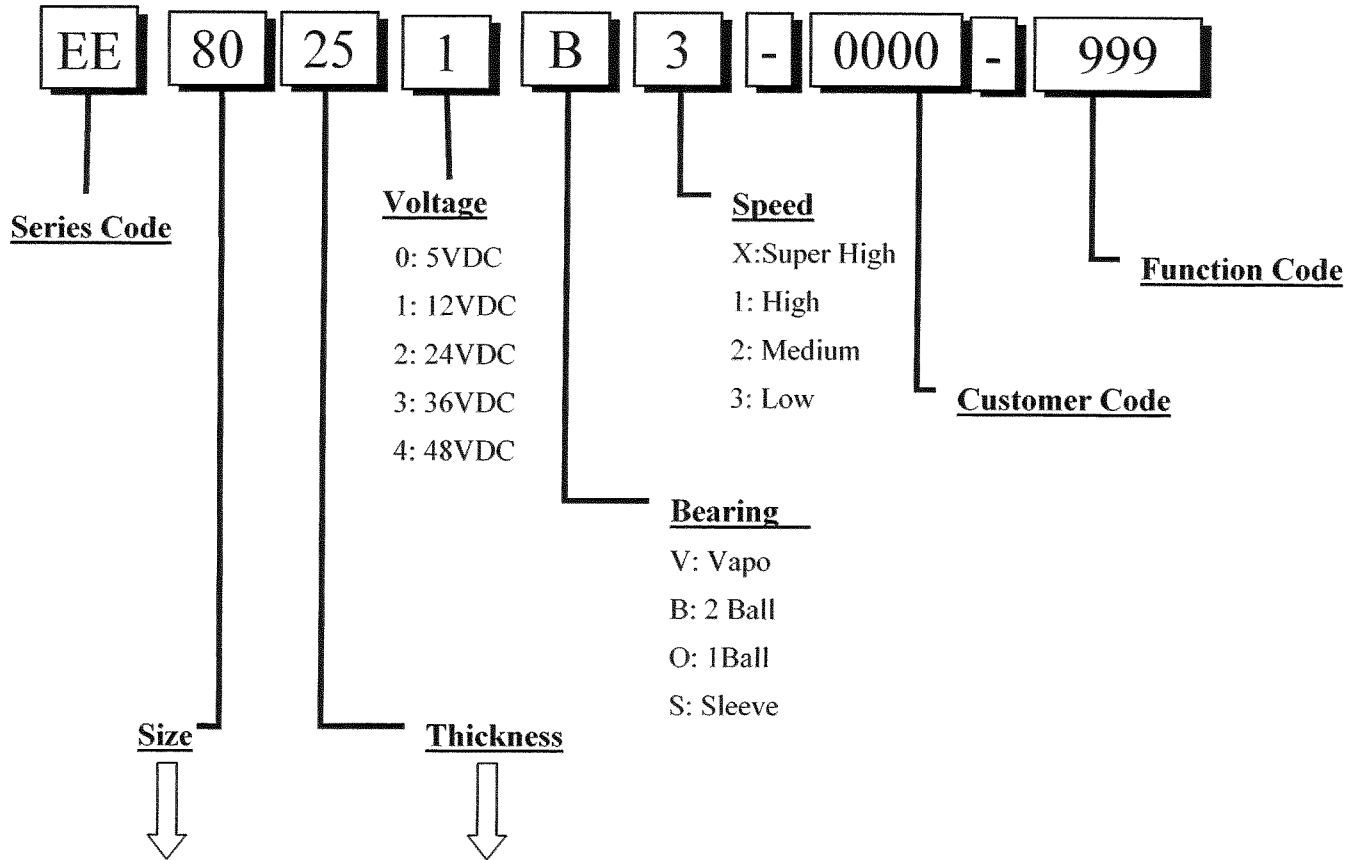 EE 80 25 1 B 3 - 0000 - 999
Series Code
Voltage
0: 5VDC
1: 12VDC
2: 24VDC
3: 36VDC
4: 48VDC
Speed
X:Super High
1: High
2: Medium
3: Low
Function Code
Customer Code
Bearing
V: Vapo
B: 2 Ball
O: 1Ball
S: Sleeve
Size
Thickness